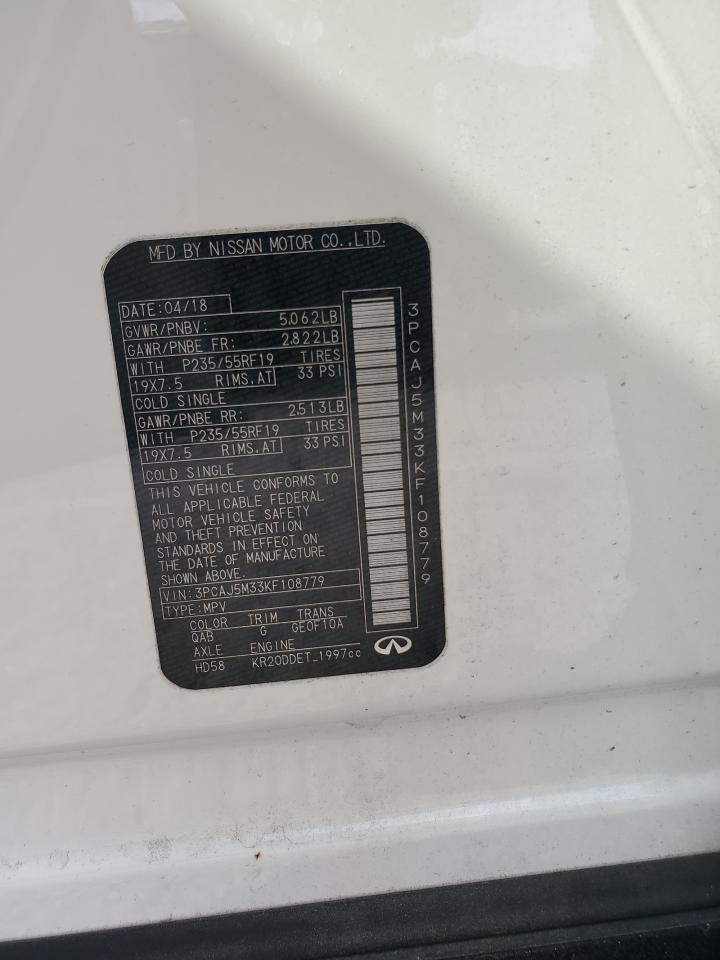 MFD BY NISSAN MOTOR CO.,LTD.
DATE:04/18
GVWR/PNBV: 5.062LB
GAWR/PNBE FR: 2.822LB
WITH P235/55RF19 TIRES
19X7.5 RIMS.AT 33 PSI
COLD SINGLE
GAWR/PNBE RR: 2.513LB
WITH P235/55RF19 TIRES
19X7.5 RIMS.AT 33 PSI
COLD SINGLE
THIS VEHICLE CONFORMS TO
ALL APPLICABLE FEDERAL
MOTOR VEHICLE SAFETY
AND THEFT PREVENTION
STANDARDS IN EFFECT ON
THE DATE OF MANUFACTURE
SHOWN ABOVE.
VIN: 3PCAJ5M33KF108779
TYPE: MPV
COLOR TRIM TRANS
QAB G GEOF10A
AXLE ENGINE
HD58 KR20DDET_1997cc
3PCAJ5M33KF108779